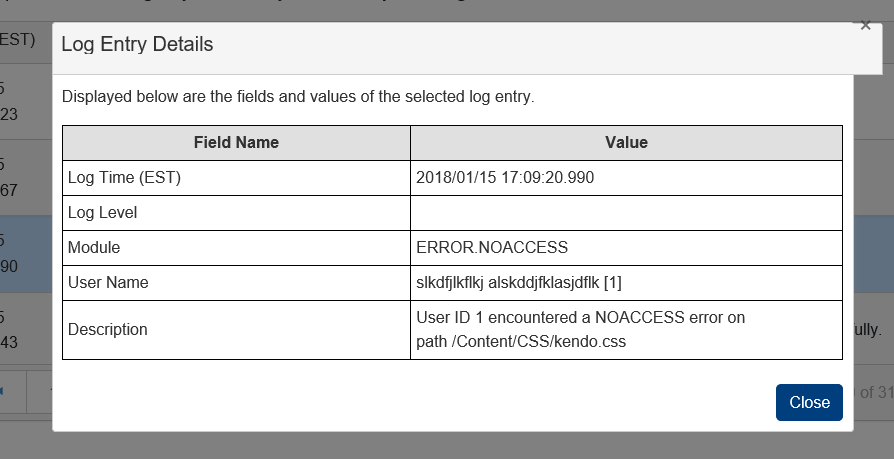 EST)
×
Log Entry Details
5
23
Displayed below are the fields and values of the selected log entry.
Field Name Value
5
67
Log Time (EST) 2018/01/15 17:09:20.990
Log Level
5
90
Module ERROR.NOACCESS
User Name slkdfjlkflkj alskddjfklasjdflk [1]
5
43
Description User ID 1 encountered a NOACCESS error on
path /Content/CSS/kendo.css
ully.
of 31
Close